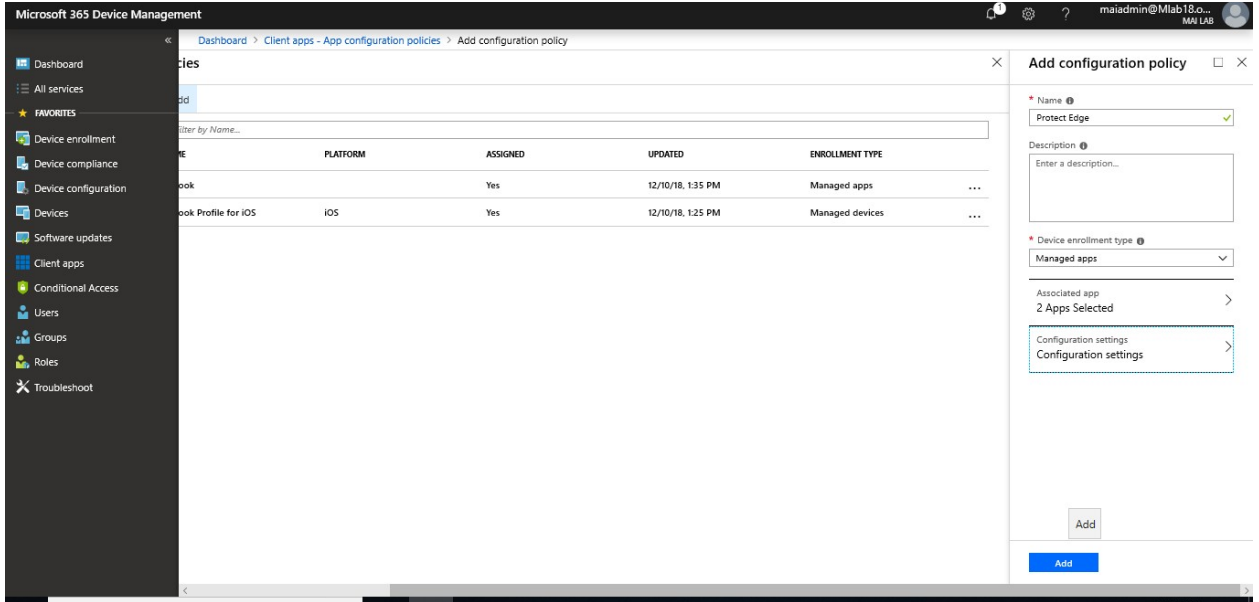 Microsoft 365 Device Management
1
?
maiadmin@Mlab18.o...
MAI LAB
«
Dashboard > Client apps - App configuration policies > Add configuration policy
Dashboard
All services
FAVORITES
Device enrollment
Device compliance
Device configuration
Devices
Software updates
Client apps
Conditional Access
Users
Groups
Roles
Troubleshoot
cies
dd
ilter by Name...
ME PLATFORM ASSIGNED UPDATED ENROLLMENT TYPE
ook Yes 12/10/18, 1:35 PM Managed apps ...
ook Profile for iOS iOS Yes 12/10/18, 1:25 PM Managed devices ...
Add configuration policy
* Name
Protect Edge
Description
Enter a description...
* Device enrollment type
Managed apps
Associated app
2 Apps Selected
Configuration settings
Configuration settings
Add
Add